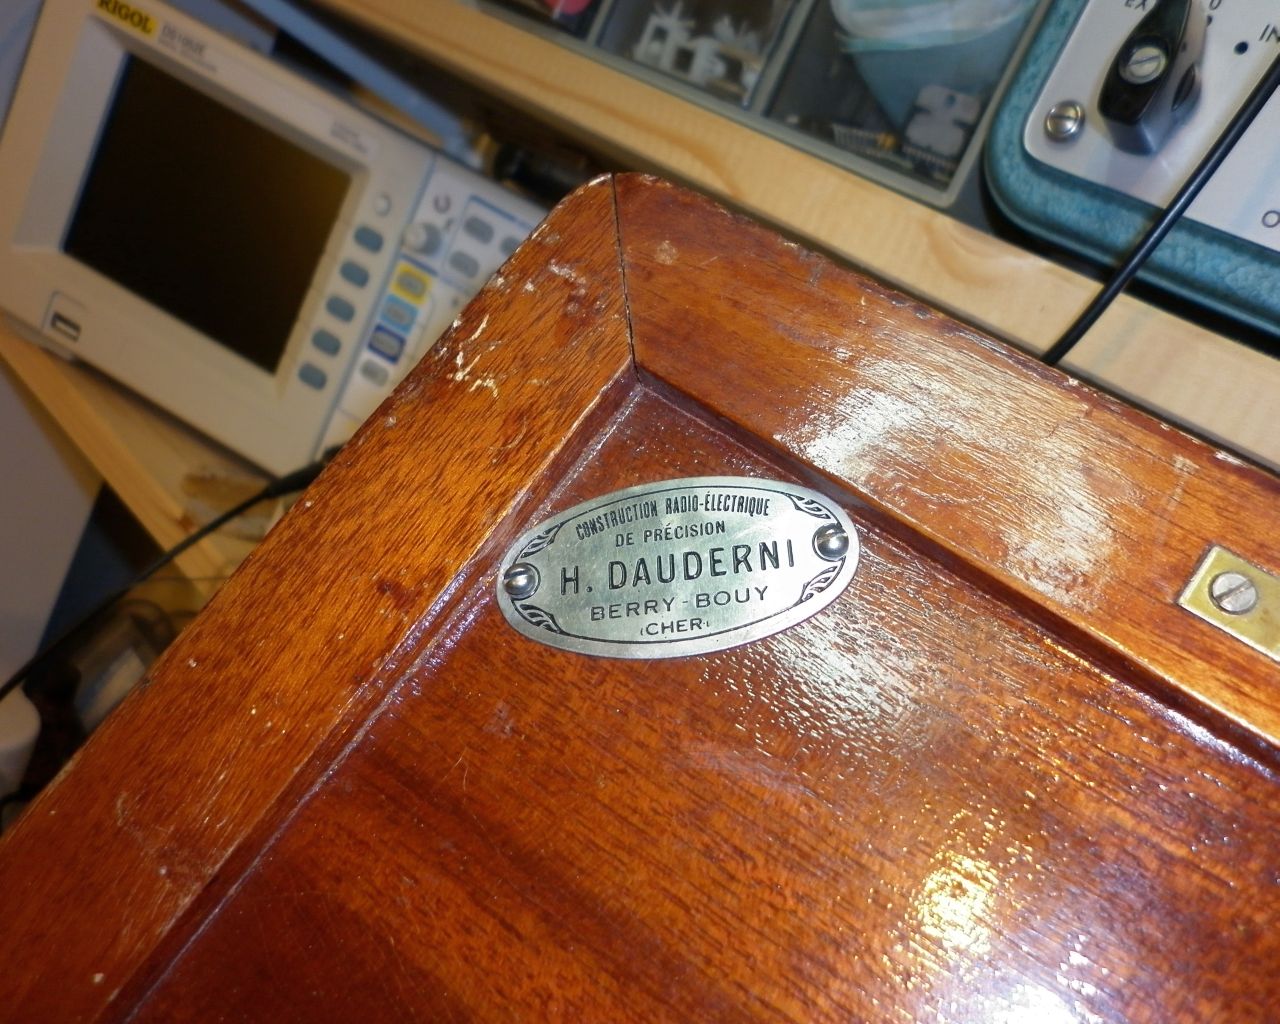 RIGOL
CONSTRUCTION RADIO-ÉLECTRIQUE
DE PRÉCISION
H. DAUDERNI
BERRY-BOUY
(CHER)